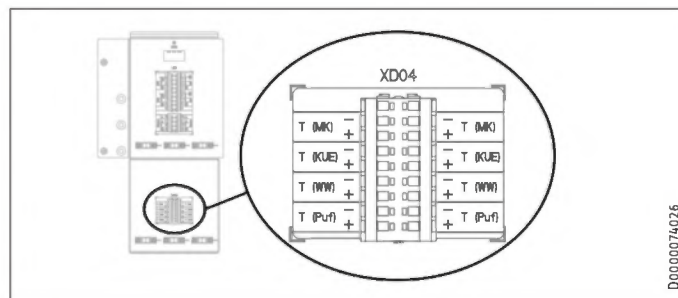 XD04
T (MK) − + − + T (MK)
T (KUE) − + − + T (KUE)
T (WW) − + − + T (WW)
T (Puf) − + − + T (Puf)
D0000074026